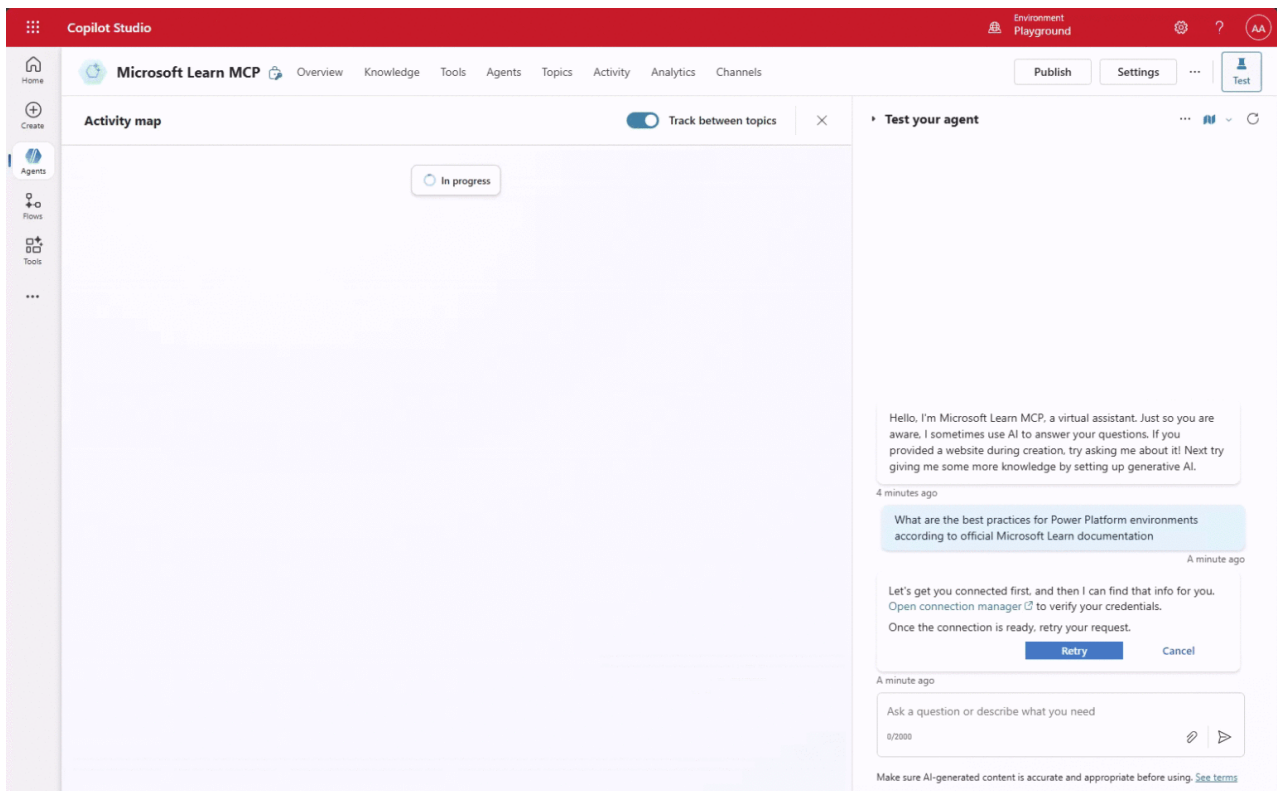 Copilot Studio
Environment
Playground
?
AA
Home
Create
Agents
Flows
Tools
Microsoft Learn MCP
Overview
Knowledge
Tools
Agents
Topics
Activity
Analytics
Channels
Publish
Settings
Test
Activity map
Track between topics
In progress
Test your agent
Hello, I'm Microsoft Learn MCP, a virtual assistant. Just so you are
aware, I sometimes use AI to answer your questions. If you
provided a website during creation, try asking me about it! Next try
giving me some more knowledge by setting up generative AI.
4 minutes ago
What are the best practices for Power Platform environments
according to official Microsoft Learn documentation
A minute ago
Let's get you connected first, and then I can find that info for you.
Open connection manager to verify your credentials.
Once the connection is ready, retry your request.
Retry
Cancel
A minute ago
Ask a question or describe what you need
0/2000
Make sure AI-generated content is accurate and appropriate before using. See terms